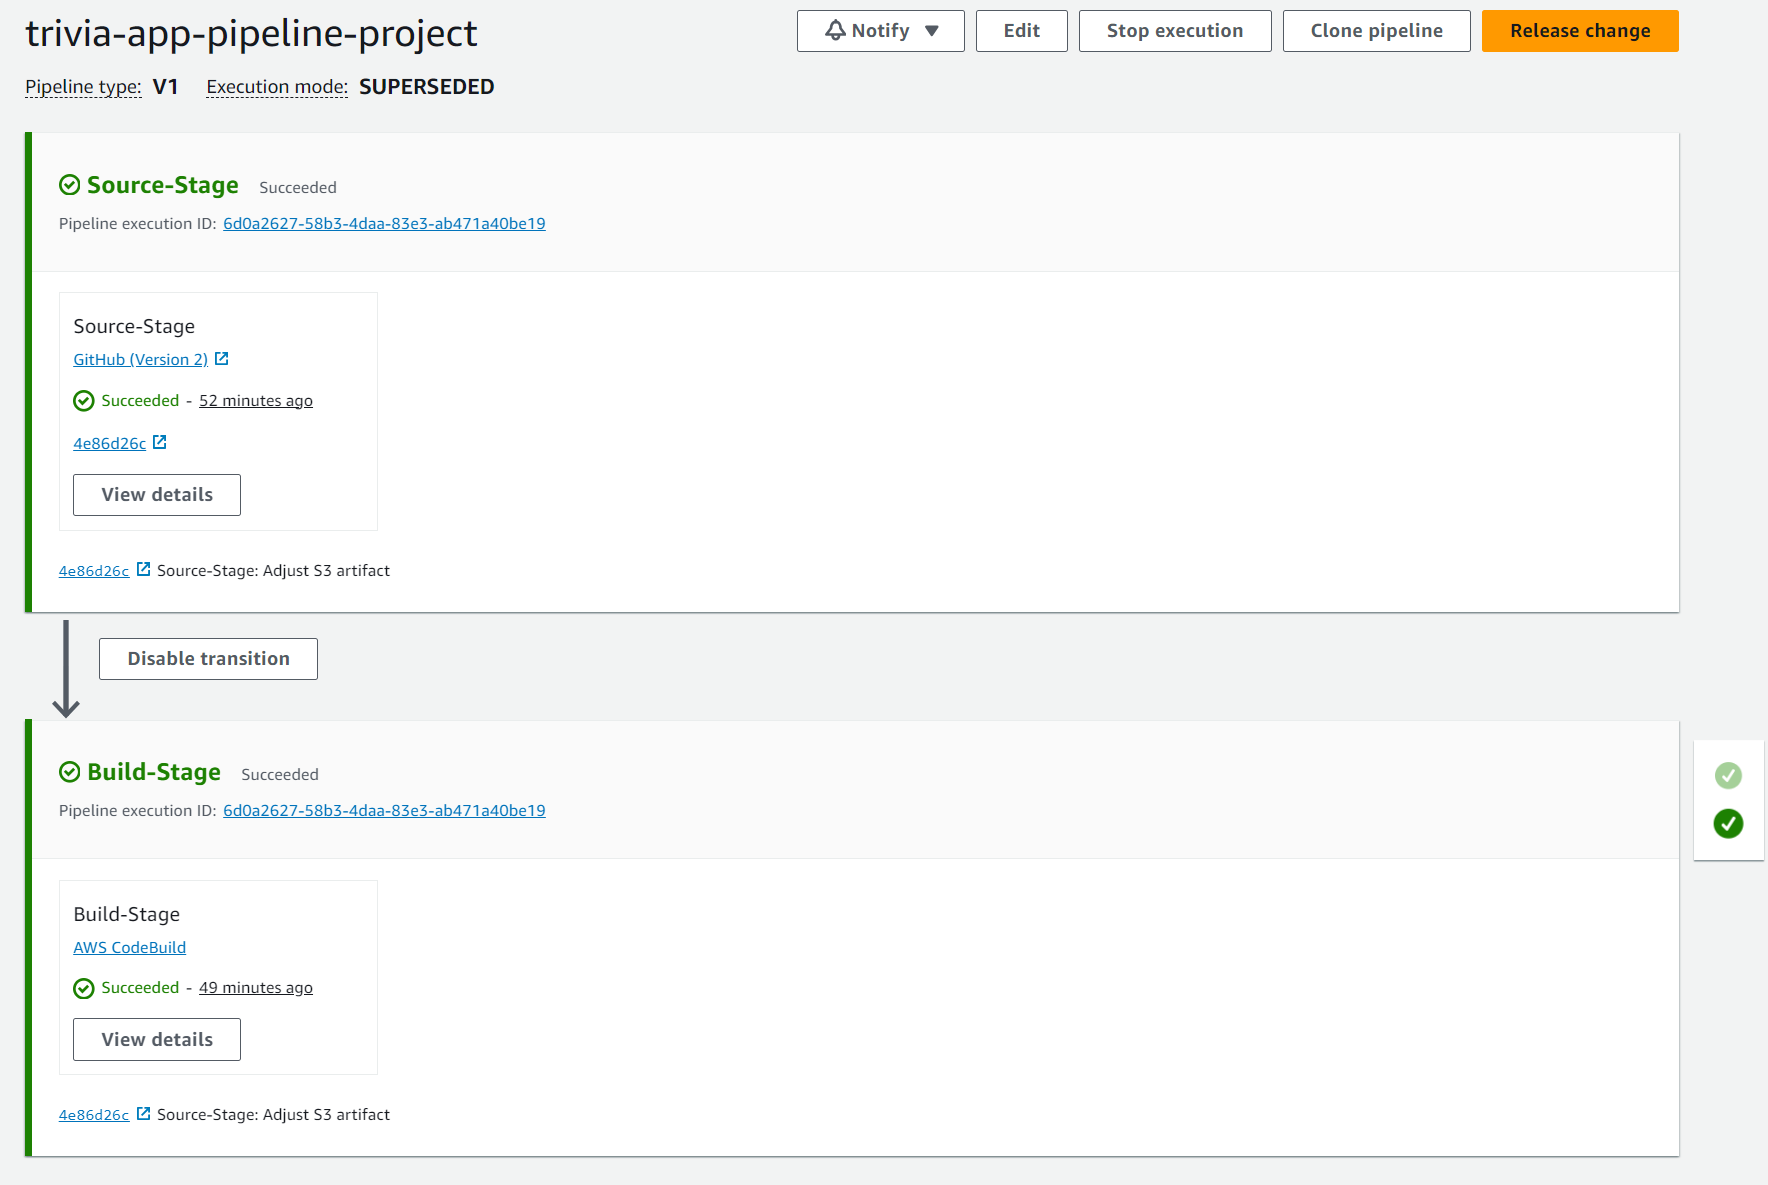 trivia-app-pipeline-project
Notify
Edit
Stop execution
Clone pipeline
Release change
Pipeline type: V1 Execution mode: SUPERSEDED
Source-Stage Succeeded
Pipeline execution ID: 6d0a2627-58b3-4daa-83e3-ab471a40be19
Source-Stage
GitHub (Version 2)
Succeeded - 52 minutes ago
4e86d26c
View details
4e86d26c Source-Stage: Adjust S3 artifact
Disable transition
Build-Stage Succeeded
Pipeline execution ID: 6d0a2627-58b3-4daa-83e3-ab471a40be19
Build-Stage
AWS CodeBuild
Succeeded - 49 minutes ago
View details
4e86d26c Source-Stage: Adjust S3 artifact